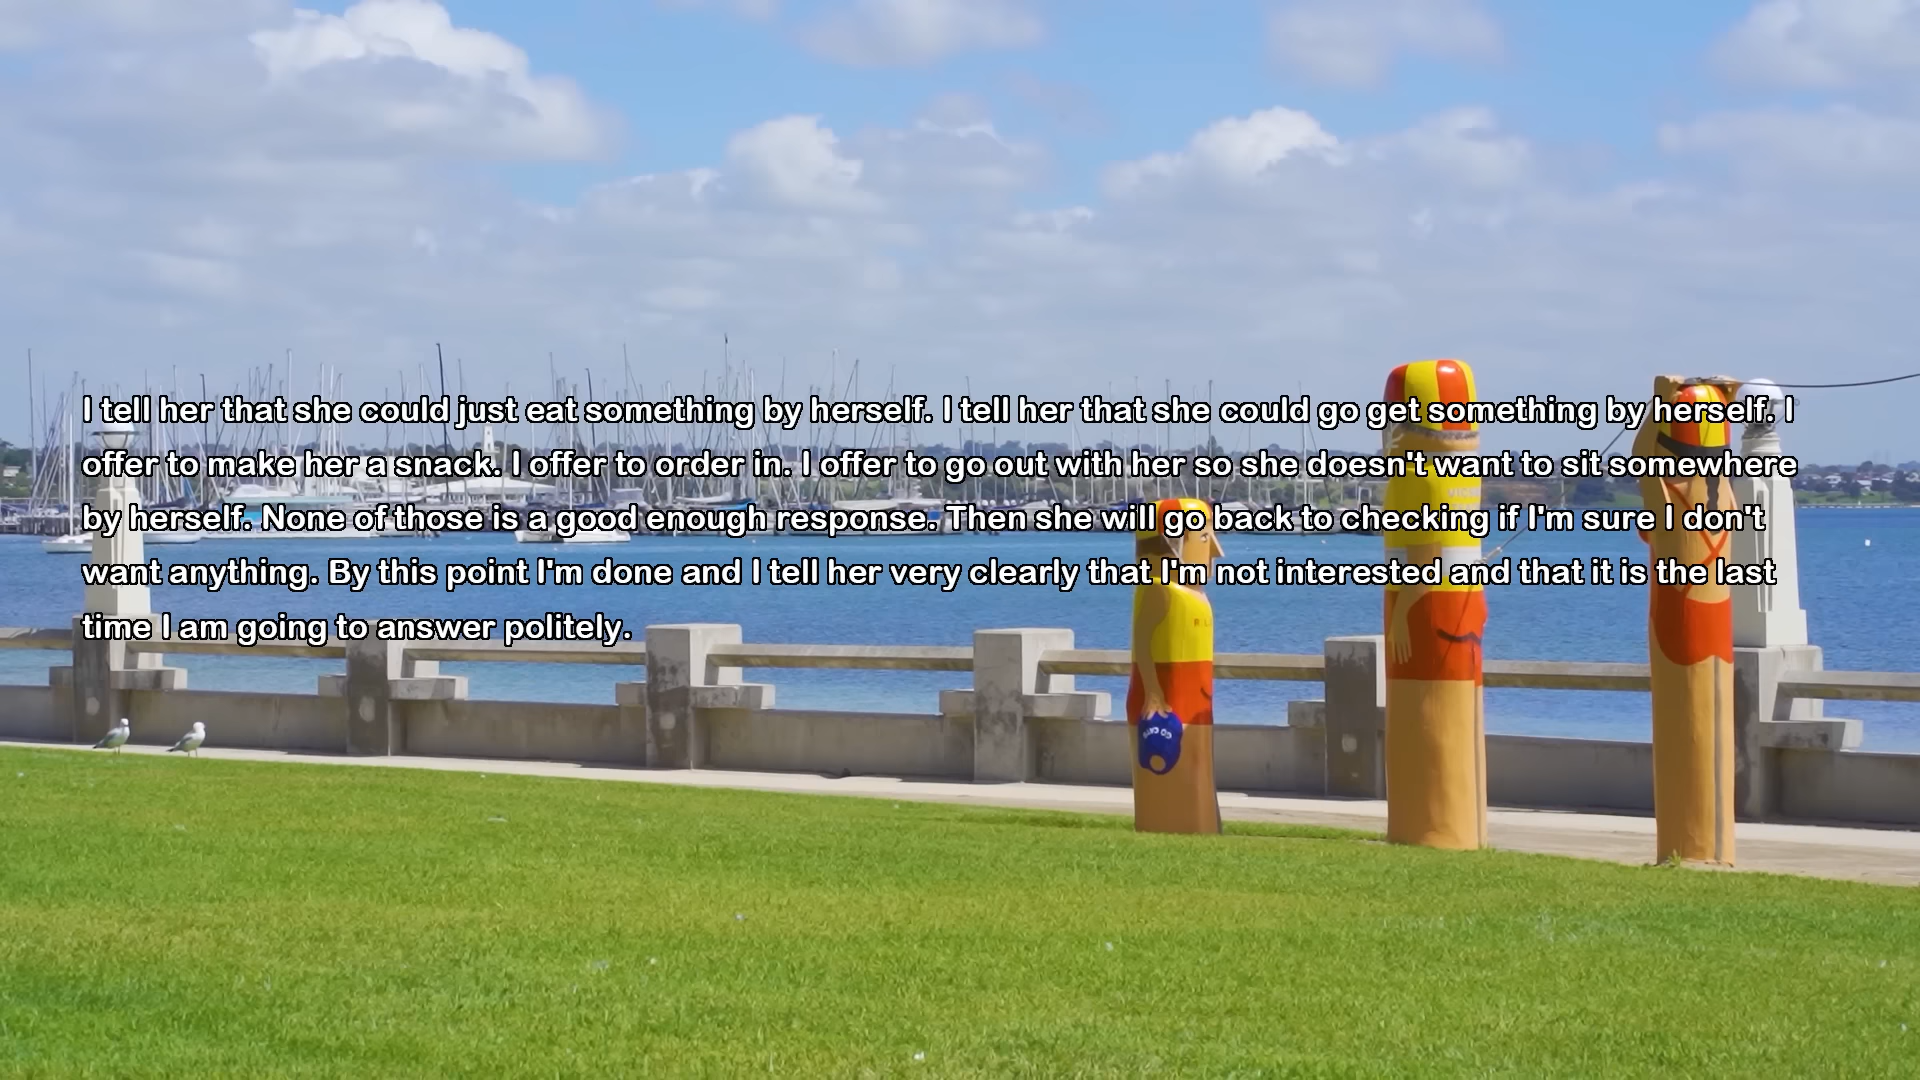 I tell her that she could just eat something by herself. I tell her that she could go get something by herself. I
offer to make her a snack. I offer to order in. I offer to go out with her so she doesn't want to sit somewhere
by herself. None of those is a good enough response. Then she will go back to checking if I'm sure I don't
want anything. By this point I'm done and I tell her very clearly that I'm not interested and that it is the last
time I am going to answer politely.